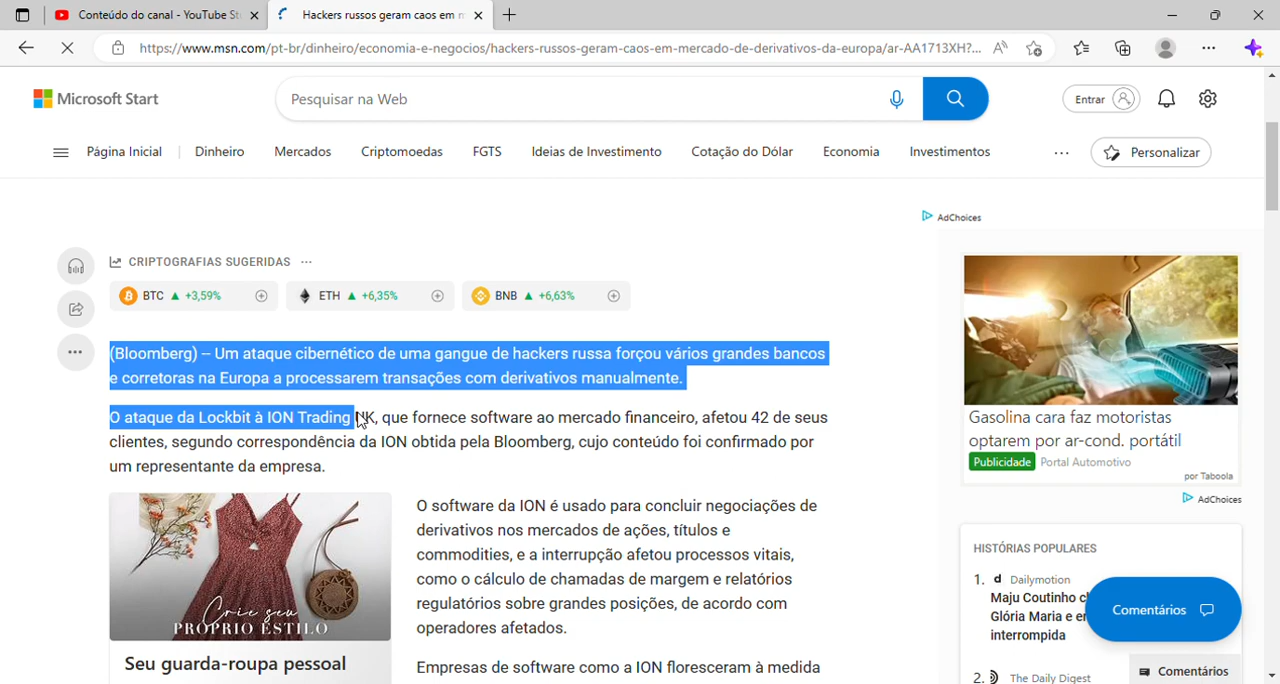 Conteúdo do canal - YouTube St
Hackers russos geram caos em m
https://www.msn.com/pt-br/dinheiro/economia-e-negocios/hackers-russos-geram-caos-em-mercado-de-derivativos-da-europa/ar-AA1713XH?...
Microsoft Start
Pesquisar na Web
Entrar
Página Inicial
Dinheiro
Mercados
Criptomoedas
FGTS
Ideias de Investimento
Cotação do Dólar
Economia
Investimentos
Personalizar
AdChoices
CRIPTOGRAFIAS SUGERIDAS
BTC ▲ +3,59%
ETH ▲ +6,35%
BNB ▲ +6,63%
(Bloomberg) -- Um ataque cibernético de uma gangue de hackers russa forçou vários grandes bancos
e corretoras na Europa a processarem transações com derivativos manualmente.
O ataque da Lockbit à ION Trading UK, que fornece software ao mercado financeiro, afetou 42 de seus
clientes, segundo correspondência da ION obtida pela Bloomberg, cujo conteúdo foi confirmado por
um representante da empresa.
Crie seu
PRÓPRIO ESTILO
Seu guarda-roupa pessoal
O software da ION é usado para concluir negociações de
derivativos nos mercados de ações, títulos e
commodities, e a interrupção afetou processos vitais,
como o cálculo de chamadas de margem e relatórios
regulatórios sobre grandes posições, de acordo com
operadores afetados.
Empresas de software como a ION floresceram à medida
Gasolina cara faz motoristas
optarem por ar-cond. portátil
Publicidade Portal Automotivo
por Taboola
AdChoices
HISTÓRIAS POPULARES
1. d Dailymotion
Maju Coutinho
Glória Maria e
interrompida
Comentários
2. The Daily Digest
Comentários